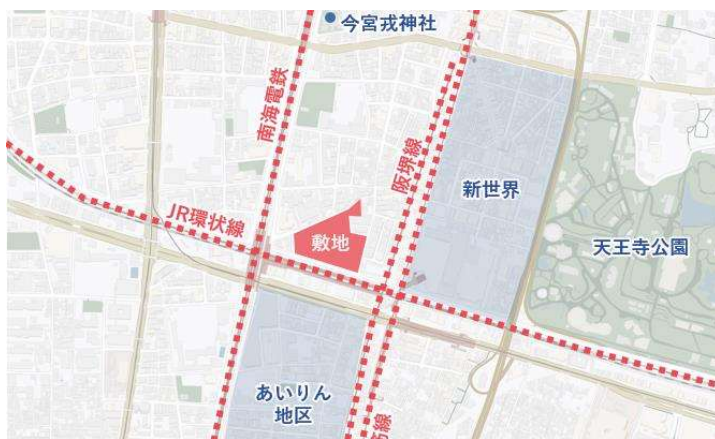 今宮戎神社
南海電鉄
阪堺線
新世界
JR環状線
敷地
天王寺公園
あいりん
地区
筋線